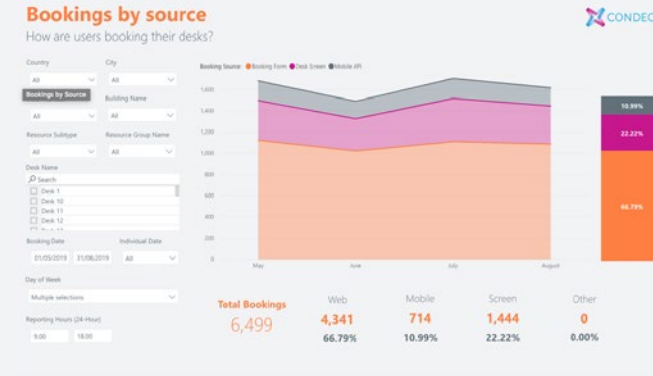 Bookings by source
CONDECO
How are users booking their desks?
Country
City
All
All
Bookings by Source
Building Name
All
All
Resource Subtype
Resource Group Name
All
All
Desk Name
Search
Desk 1
Desk 10
Desk 11
Desk 12
Booking Date
Individual Date
01/05/2019
31/08/2019
All
Day of Week
Multiple selections
Reporting Hours (24-Hour)
9.00
18.00
Booking Source
Booking Form
Desk Screen
Mobile API
1,600
1,400
1,200
1,000
800
600
400
200
0
May
June
July
August
10.99%
22.22%
66.79%
Total Bookings
6,499
Web
4,341
66.79%
Mobile
714
10.99%
Screen
1,444
22.22%
Other
0
0.00%